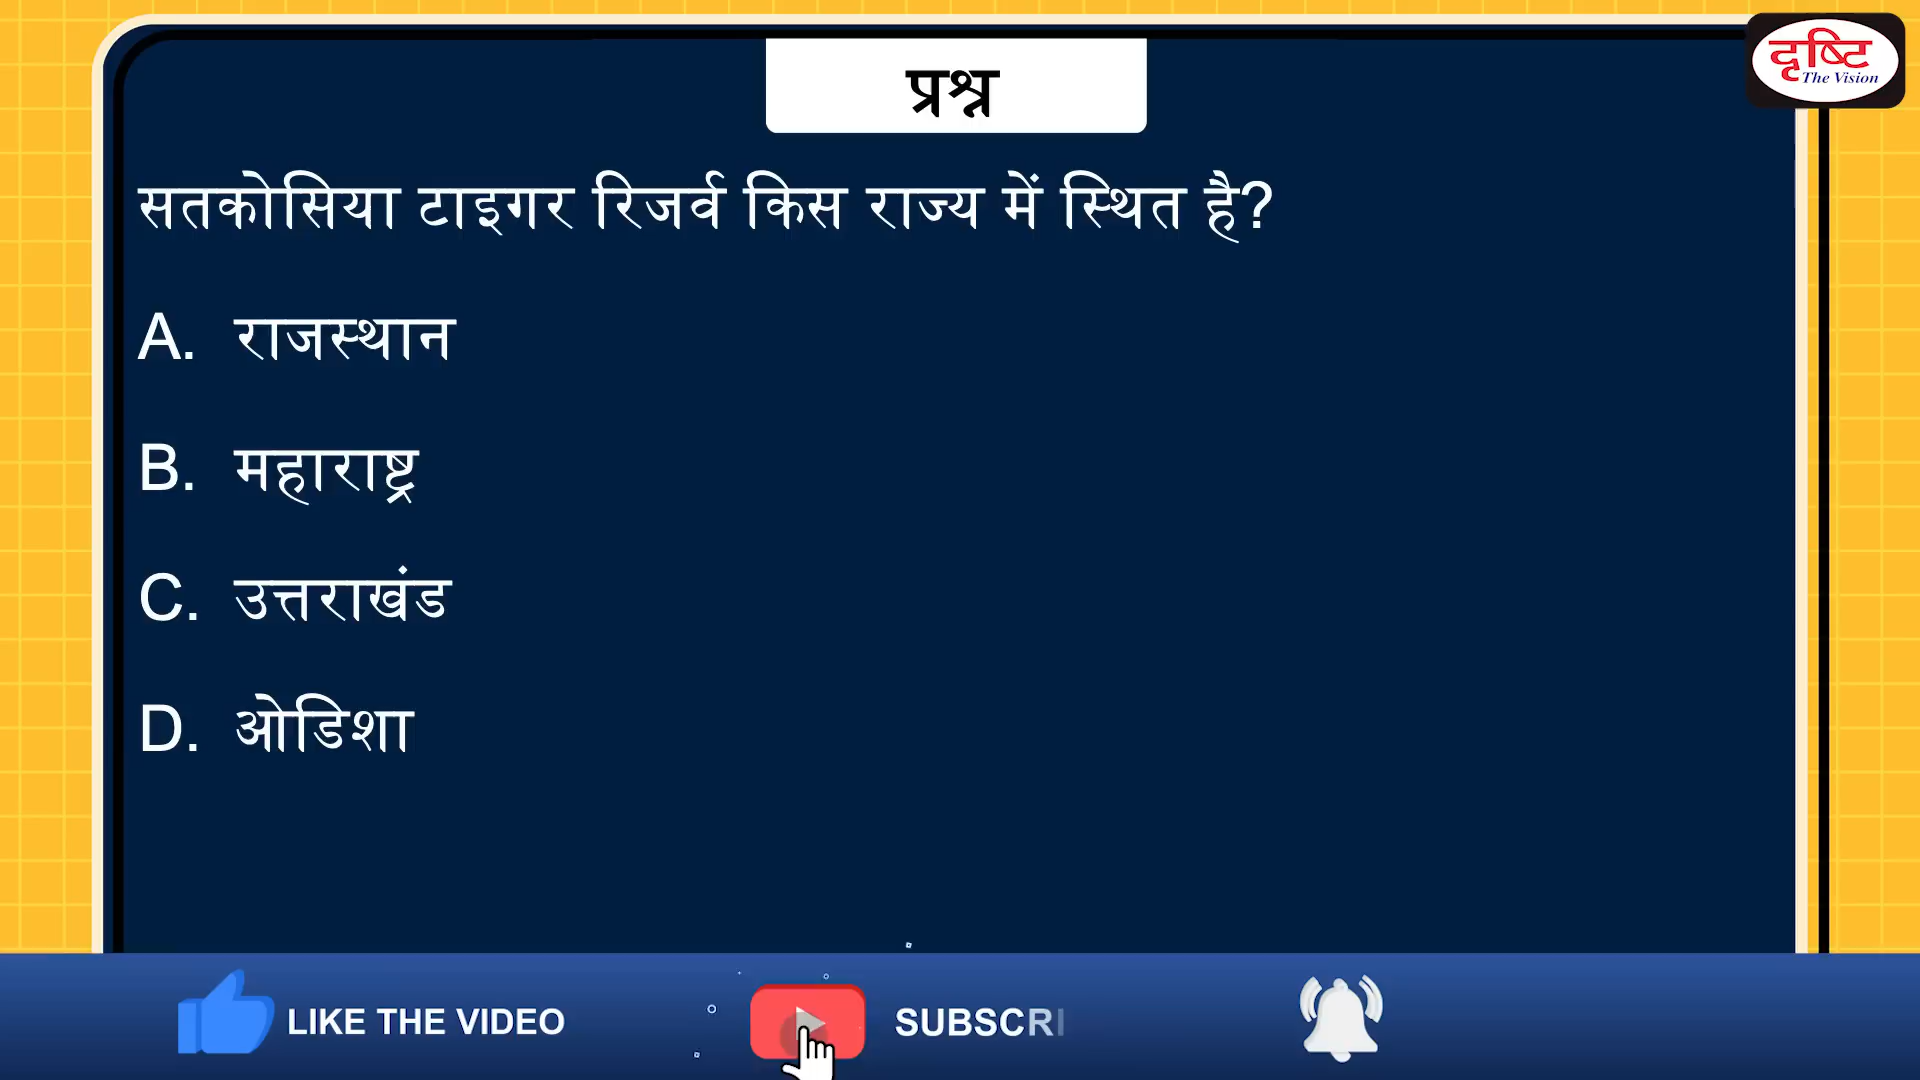 दृष्टि
The Vision
प्रश्न
सतकोसिया टाइगर रिजर्व किस राज्य में स्थित है?
A. राजस्थान
B. महाराष्ट्र
C. उत्तराखंड
D. ओडिशा
LIKE THE VIDEO
SUBSCRI